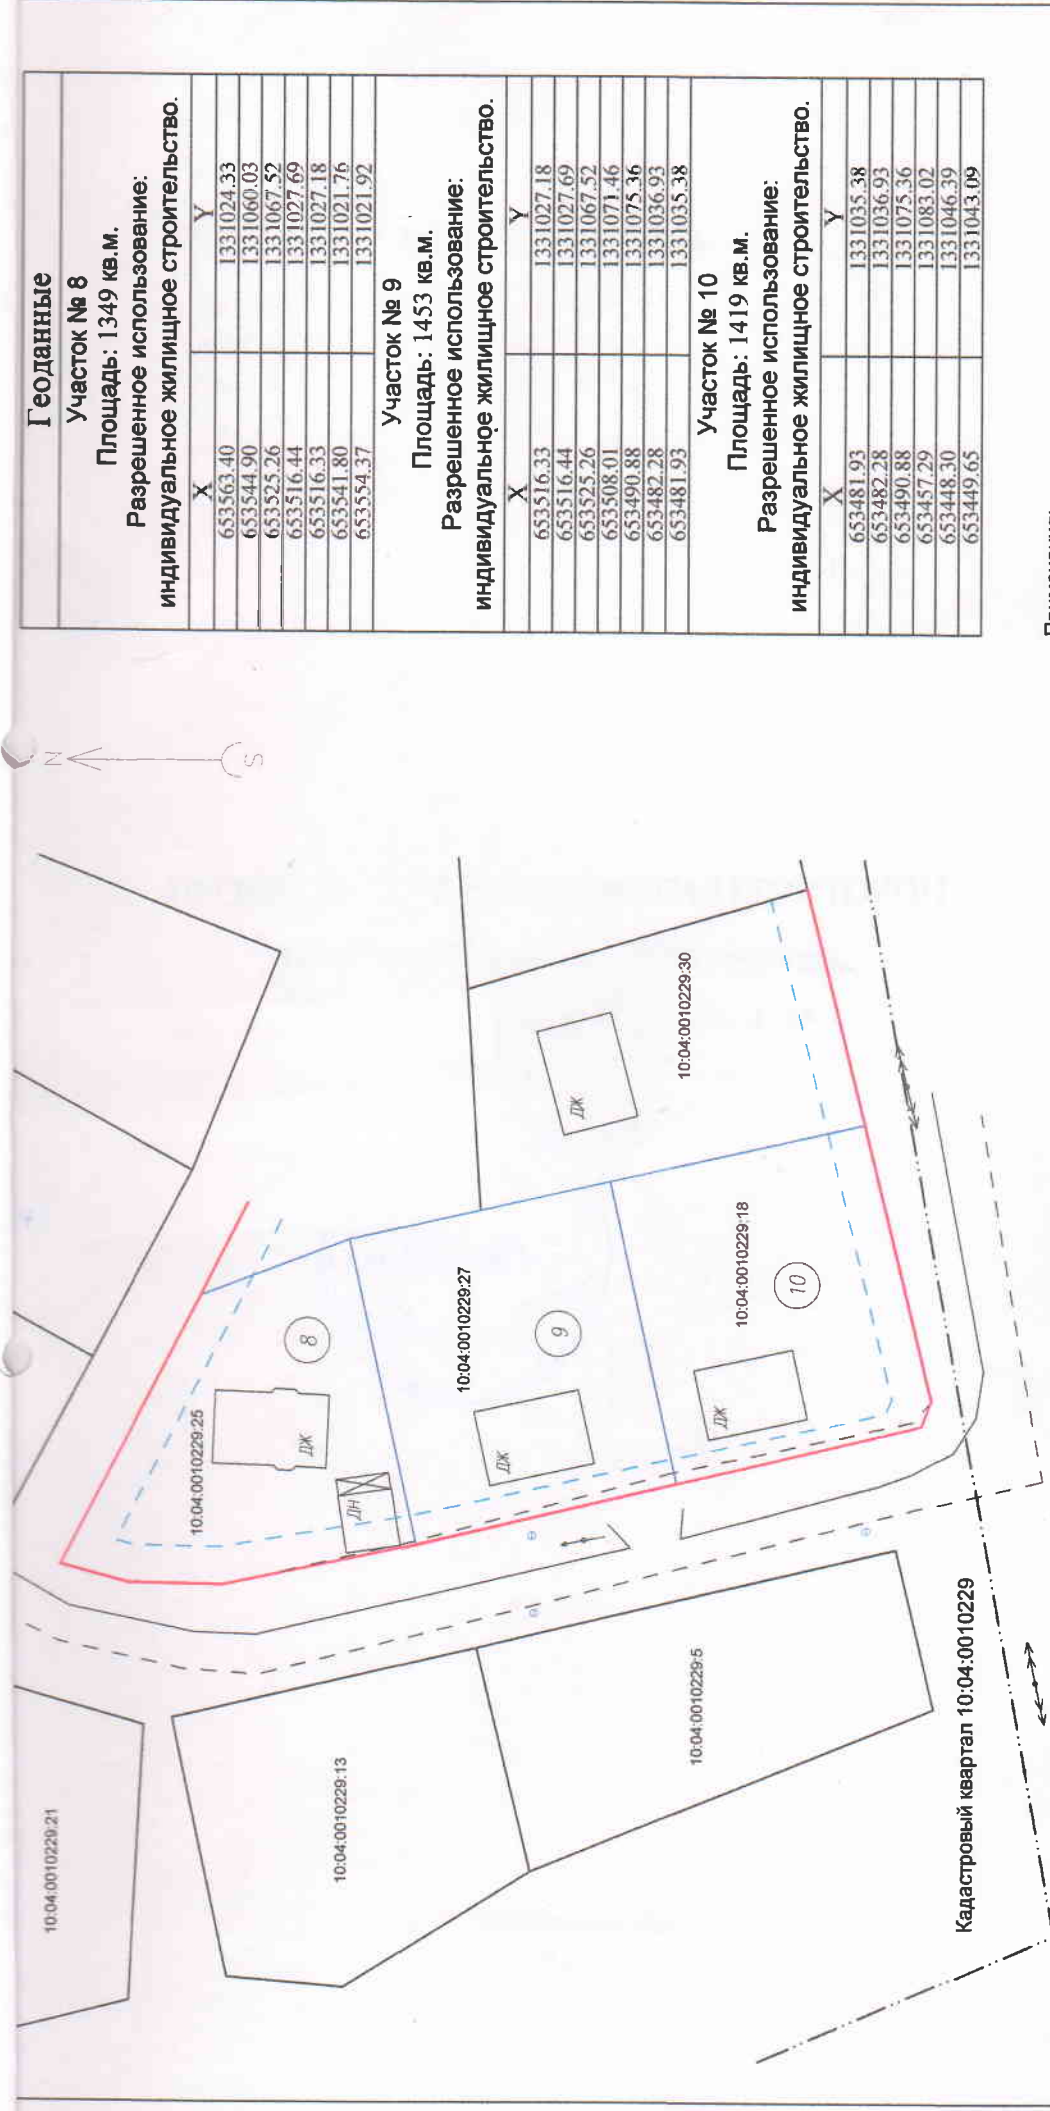 Геоданные
Участок № 8
Площадь: 1349 кв.м.
Разрешенное использование:
индивидуальное жилищное строительство.
X Y
653563.40 1331024.33
653544.90 1331060.03
653525.26 1331067.52
653516.44 1331027.69
653516.33 1331027.18
653541.80 1331021.76
653554.37 1331021.92
Участок № 9
Площадь: 1453 кв.м.
Разрешенное использование:
индивидуальное жилищное строительство.
X Y
653516.33 1331027.18
653516.44 1331027.69
653525.26 1331067.52
653508.01 1331071.46
653490.88 1331075.36
653482.28 1331036.93
653481.93 1331035.38
Участок № 10
Площадь: 1419 кв.м.
Разрешенное использование:
индивидуальное жилищное строительство.
X Y
653481.93 1331035.38
653482.28 1331036.93
653490.88 1331075.36
653457.29 1331083.02
653448.30 1331046.39
653449.65 1331043.09
N
S
10:04:0010229:21
10:04:0010229:25
8
ДЖ
ДН
10:04:0010229:13
10:04:0010229:27
9
ДЖ
10:04:0010229:30
ДЖ
10:04:0010229:18
10
ДЖ
10:04:0010229:5
Кадастровый квартал 10:04:0010229